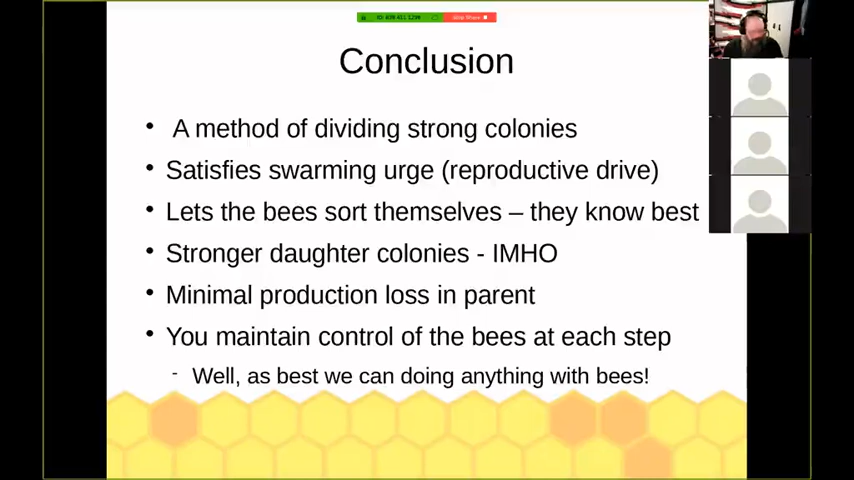 Conclusion
A method of dividing strong colonies
Satisfies swarming urge (reproductive drive)
Lets the bees sort themselves – they know best
Stronger daughter colonies - IMHO
Minimal production loss in parent
You maintain control of the bees at each step
- Well, as best we can doing anything with bees!